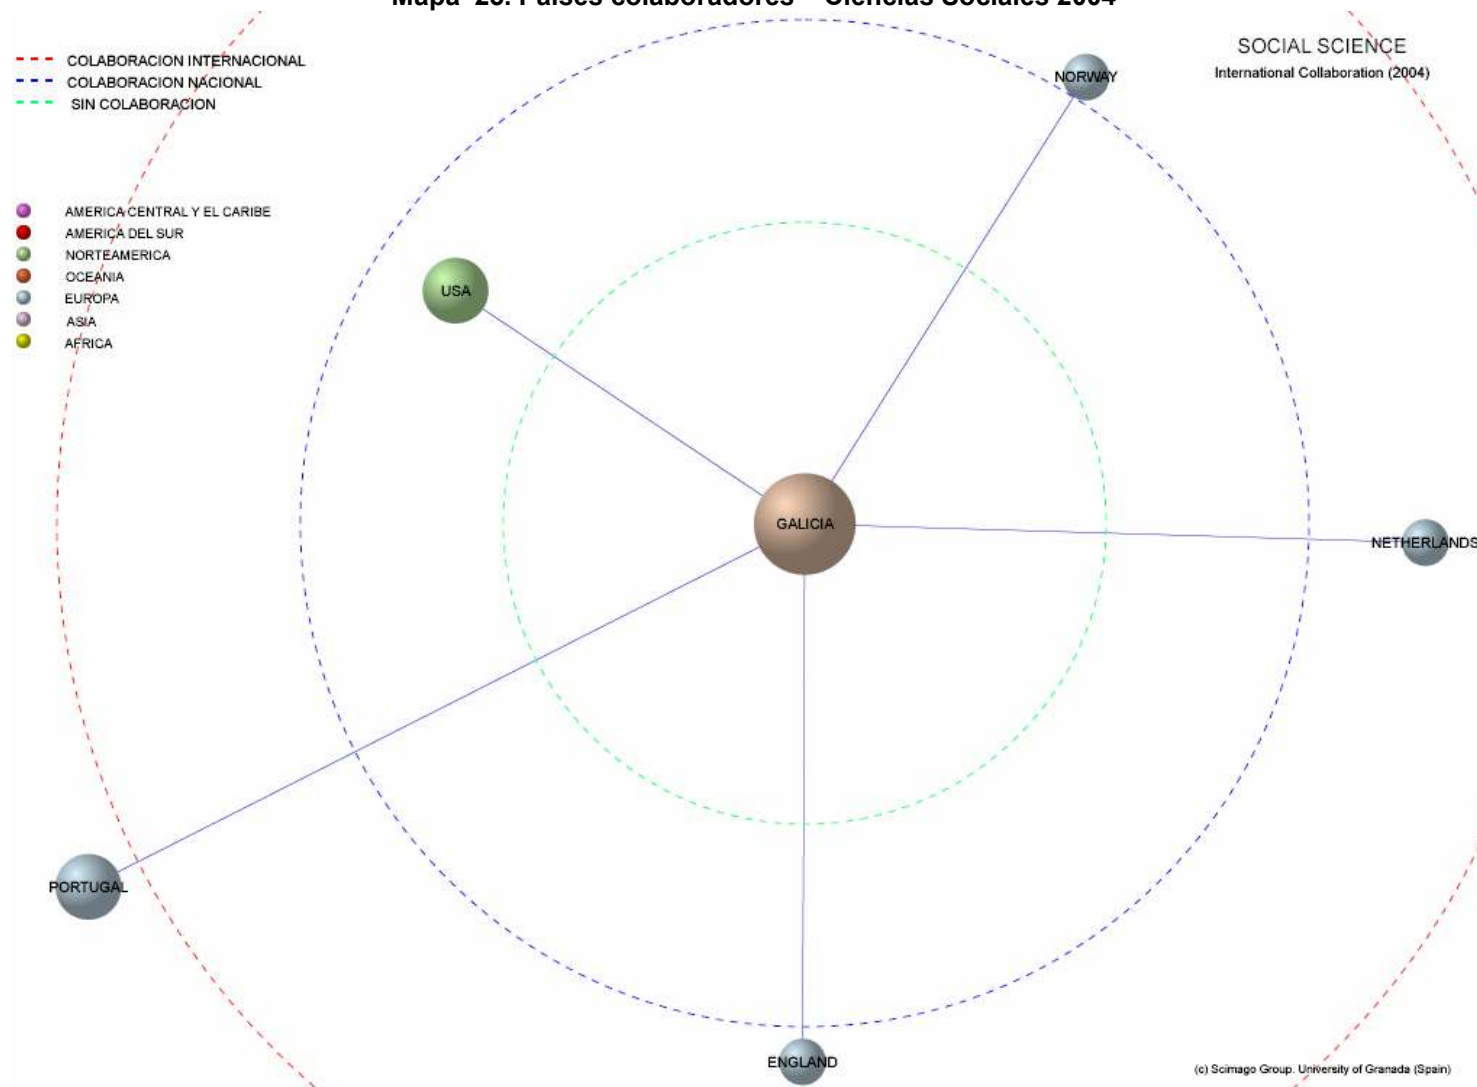 COLABORACION INTERNACIONAL
COLABORACION NACIONAL
SIN COLABORACION
SOCIAL SCIENCE
International Collaboration (2004)
NORWAY
AMERICA CENTRAL Y EL CARIBE
AMERICA DEL SUR
NORTEAMERICA
OCEANIA
EUROPA
ASIA
AFRICA
USA
GALICIA
NETHERLANDS
PORTUGAL
ENGLAND
(c) Scimago Group. University of Granada (Spain)